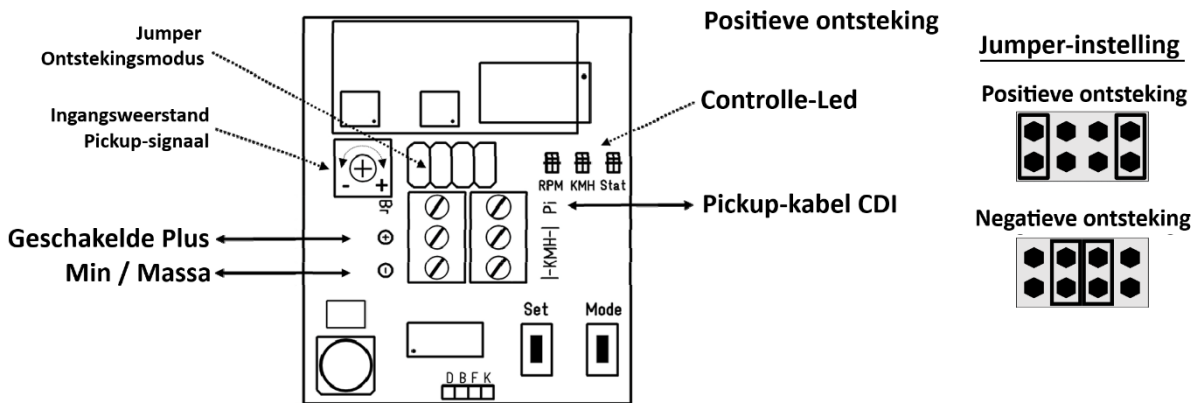 Positieve ontsteking
Jumper
Ontstekingsmodus
Ingangsweerstand
Pickup-signaal
Geschakelde Plus
Min / Massa
- +
Br
+
-
RPM KMH Stat
Pi
|-KMH-|
Set Mode
D B F K
Controlle-Led
Pickup-kabel CDI
Jumper-instelling
Positieve ontsteking
Negatieve ontsteking